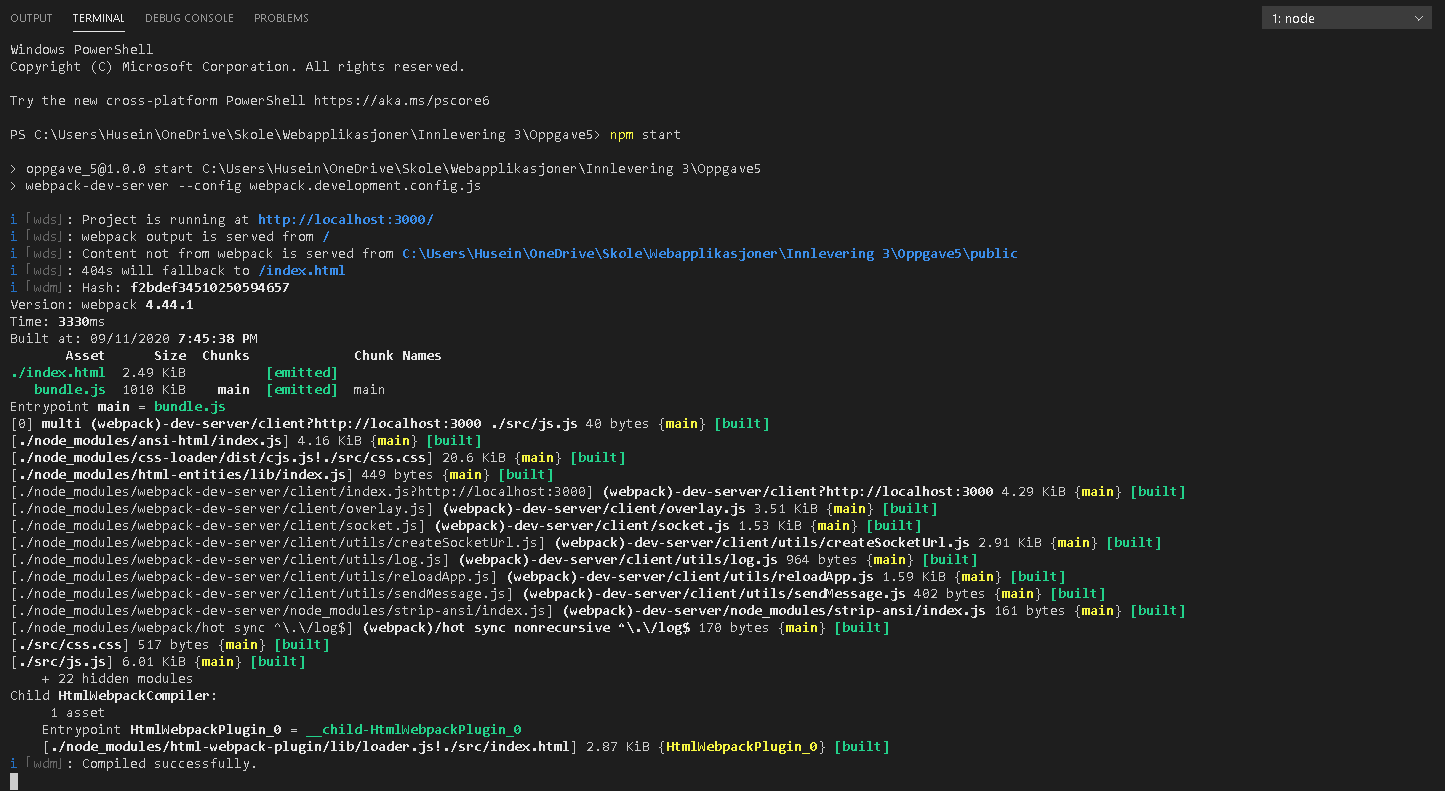 OUTPUT TERMINAL DEBUG CONSOLE PROBLEMS 1: node
Windows PowerShell
Copyright (C) Microsoft Corporation. All rights reserved.
Try the new cross-platform PowerShell https://aka.ms/pscore6
PS C:\Users\Husein\OneDrive\Skole\Webapplikasjoner\Innlevering 3\Oppgave5> npm start
> oppgave_5@1.0.0 start C:\Users\Husein\OneDrive\Skole\Webapplikasjoner\Innlevering 3\Oppgave5
> webpack-dev-server --config webpack.development.config.js
i ｢wds｣: Project is running at http://localhost:3000/
i ｢wds｣: webpack output is served from /
i ｢wds｣: Content not from webpack is served from C:\Users\Husein\OneDrive\Skole\Webapplikasjoner\Innlevering 3\Oppgave5\public
i ｢wds｣: 404s will fallback to /index.html
i ｢wdm｣: Hash: f2bdef34510250594657
Version: webpack 4.44.1
Time: 3330ms
Built at: 09/11/2020 7:45:38 PM
Asset Size Chunks Chunk Names
./index.html 2.49 KiB [emitted]
bundle.js 1010 KiB main [emitted] main
Entrypoint main = bundle.js
[0] multi (webpack)-dev-server/client?http://localhost:3000 ./src/js.js 40 bytes {main} [built]
[./node_modules/ansi-html/index.js] 4.16 KiB {main} [built]
[./node_modules/css-loader/dist/cjs.js!./src/css.css] 20.6 KiB {main} [built]
[./node_modules/html-entities/lib/index.js] 449 bytes {main} [built]
[./node_modules/webpack-dev-server/client/index.js?http://localhost:3000] (webpack)-dev-server/client?http://localhost:3000 4.29 KiB {main} [built]
[./node_modules/webpack-dev-server/client/overlay.js] (webpack)-dev-server/client/overlay.js 3.51 KiB {main} [built]
[./node_modules/webpack-dev-server/client/socket.js] (webpack)-dev-server/client/socket.js 1.53 KiB {main} [built]
[./node_modules/webpack-dev-server/client/utils/createSocketUrl.js] (webpack)-dev-server/client/utils/createSocketUrl.js 2.91 KiB {main} [built]
[./node_modules/webpack-dev-server/client/utils/log.js] (webpack)-dev-server/client/utils/log.js 964 bytes {main} [built]
[./node_modules/webpack-dev-server/client/utils/reloadApp.js] (webpack)-dev-server/client/utils/reloadApp.js 1.59 KiB {main} [built]
[./node_modules/webpack-dev-server/client/utils/sendMessage.js] (webpack)-dev-server/client/utils/sendMessage.js 402 bytes {main} [built]
[./node_modules/webpack-dev-server/node_modules/strip-ansi/index.js] (webpack)-dev-server/node_modules/strip-ansi/index.js 161 bytes {main} [built]
[./node_modules/webpack/hot sync ^\.\/log$] (webpack)/hot sync nonrecursive ^\.\/log$ 170 bytes {main} [built]
[./src/css.css] 517 bytes {main} [built]
[./src/js.js] 6.01 KiB {main} [built]
+ 22 hidden modules
Child HtmlWebpackCompiler:
1 asset
Entrypoint HtmlWebpackPlugin_0 = __child-HtmlWebpackPlugin_0
[./node_modules/html-webpack-plugin/lib/loader.js!./src/index.html] 2.87 KiB {HtmlWebpackPlugin_0} [built]
i ｢wdm｣: Compiled successfully.